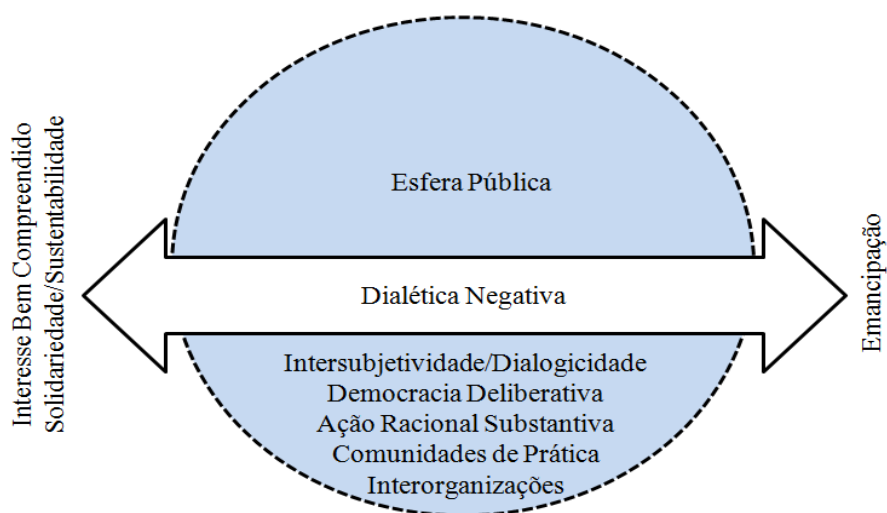 Interesse Bem Compreendido
Solidariedade/Sustentabilidade
Esfera Pública
Dialética Negativa
Intersubjetividade/Dialogicidade
Democracia Deliberativa
Ação Racional Substantiva
Comunidades de Prática
Interorganizações
Emancipação